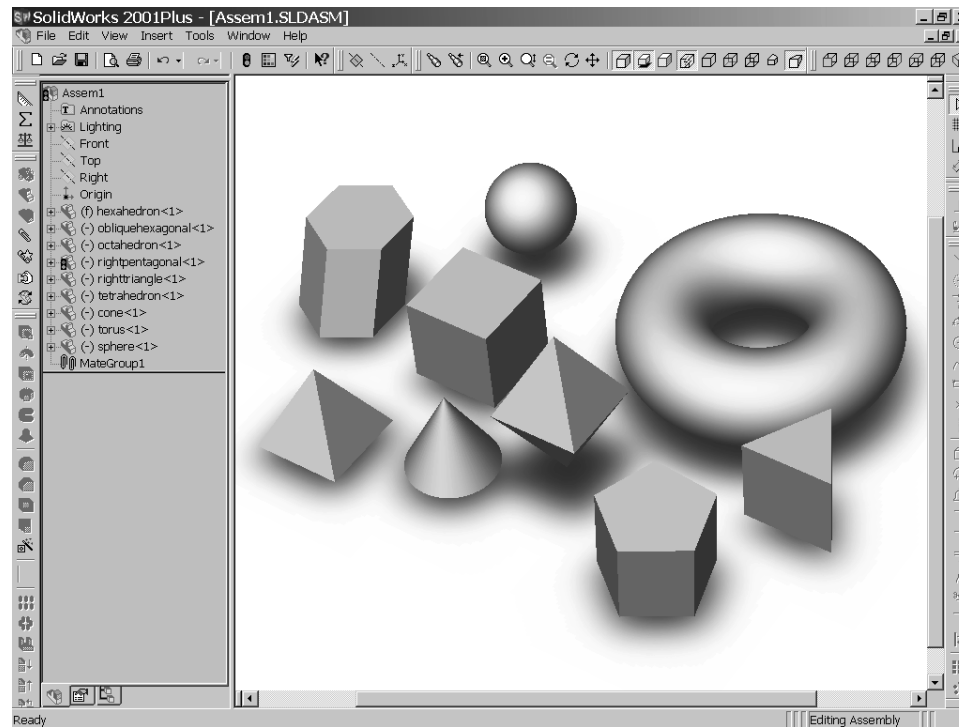 SolidWorks 2001Plus - [Assem1.SLDASM]
File Edit View Insert Tools Window Help
Assem1
Annotations
Lighting
Front
Top
Right
Origin
(f) hexahedron<1>
(-) obliquehexagonal<1>
(-) octahedron<1>
(-) rightpentagonal<1>
(-) righttriangle<1>
(-) tetrahedron<1>
(-) cone<1>
(-) torus<1>
(-) sphere<1>
MateGroup1
Ready
Editing Assembly